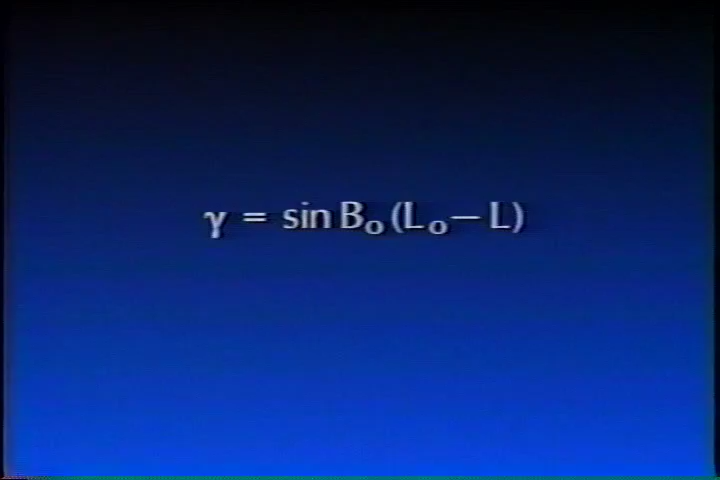 γ = sin B₀ (L₀ − L)